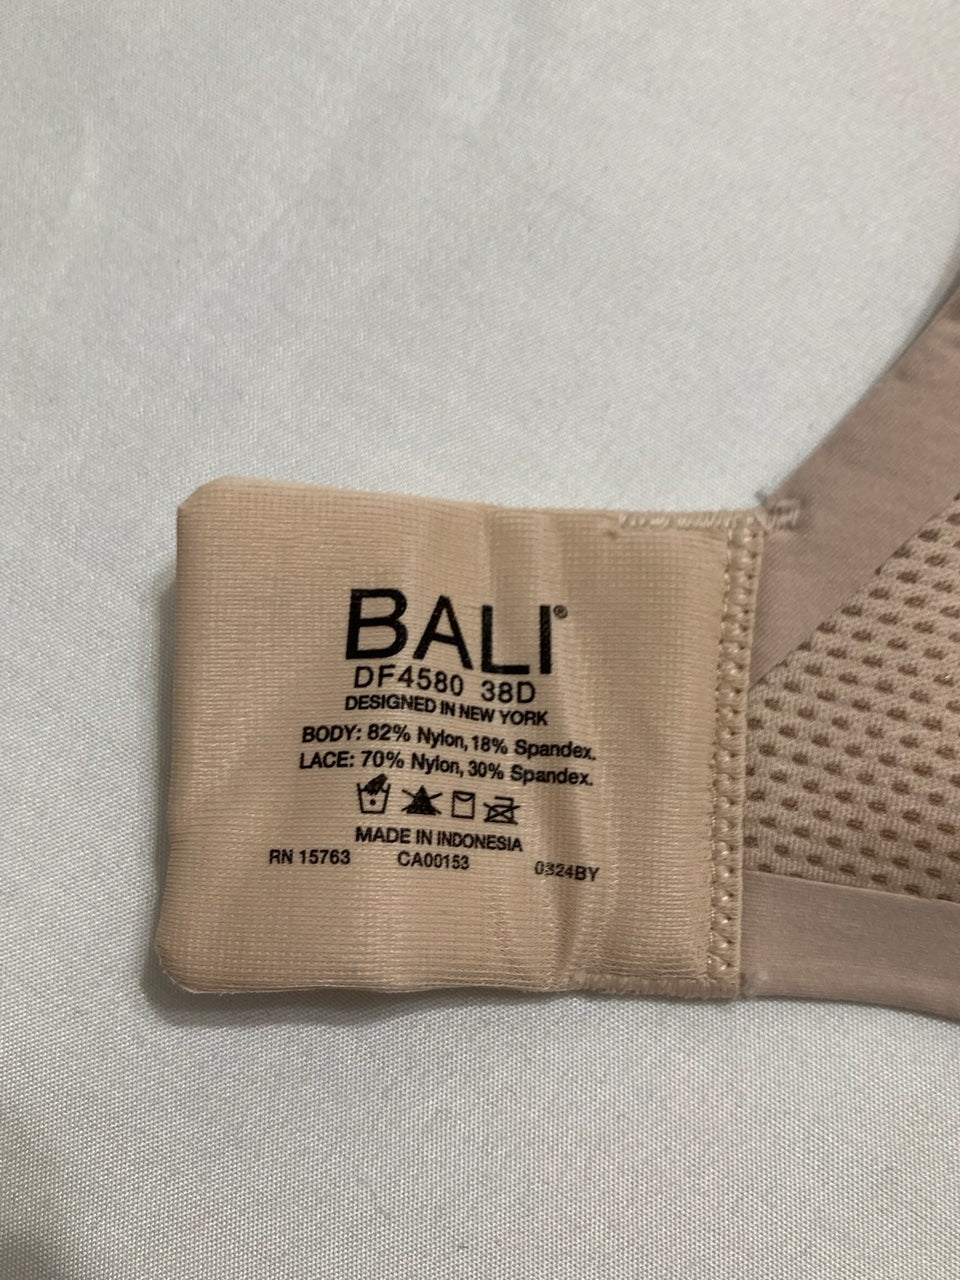 BALI®
DF4580 38D
DESIGNED IN NEW YORK
BODY: 82% Nylon, 18% Spandex.
LACE: 70% Nylon, 30% Spandex.
MADE IN INDONESIA
RN 15763 CA00153 0324BY